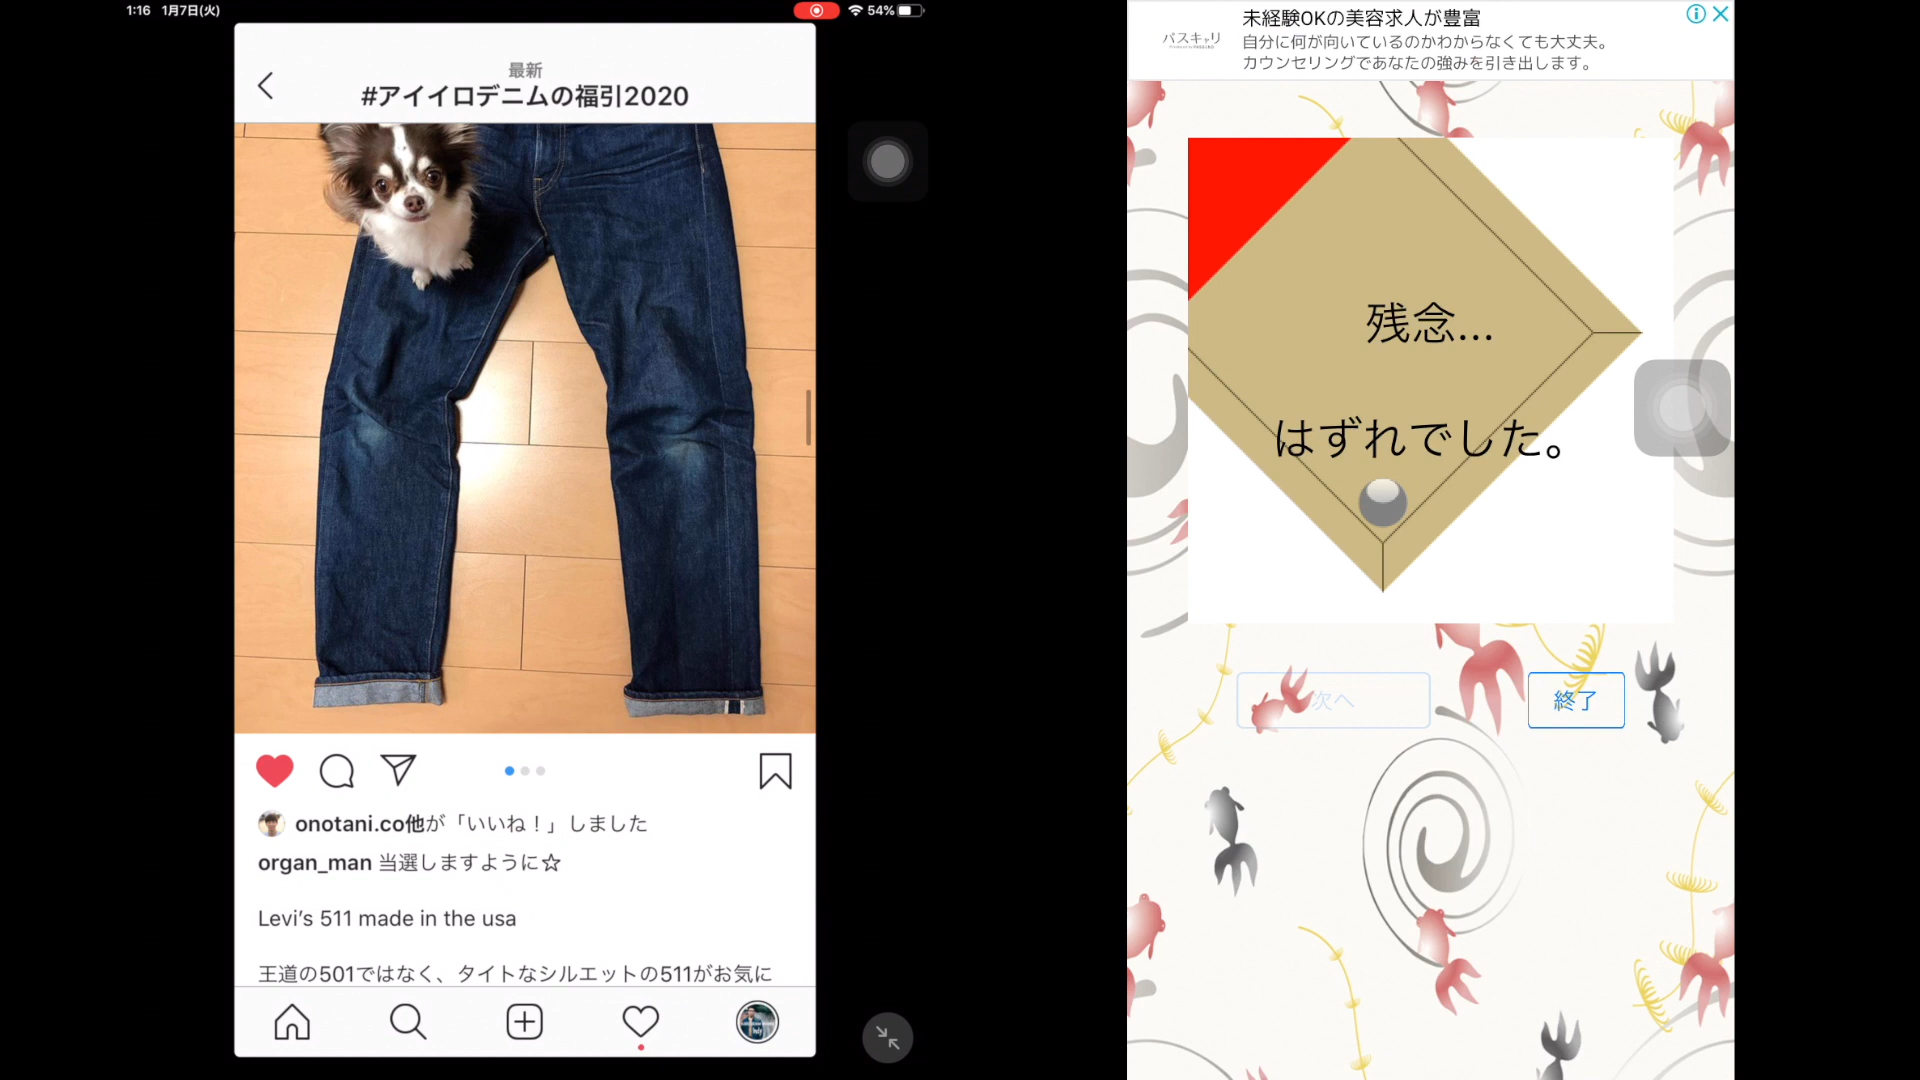 1:16 1月7日(火)
54%
最新
#アイイロデニムの福引2020
onotani.co他が「いいね！」しました
organ_man 当選しますように☆
Levi’s 511 made in the usa
王道の501ではなく、タイトなシルエットの511がお気に
パスキャリ
未経験OKの美容求人が豊富
自分に何が向いているのかわからなくても大丈夫。
カウンセリングであなたの強みを引き出します。
残念...
はずれでした。
次へ
終了